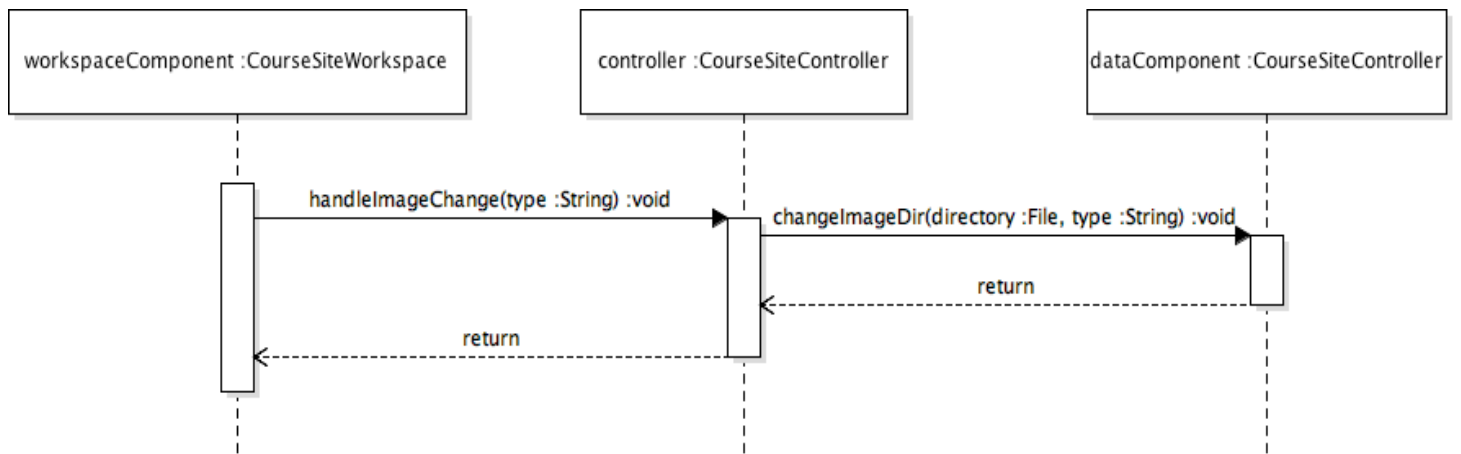 workspaceComponent :CourseSiteWorkspace
controller :CourseSiteController
dataComponent :CourseSiteController
handleImageChange(type :String) :void
changeImageDir(directory :File, type :String) :void
return
return